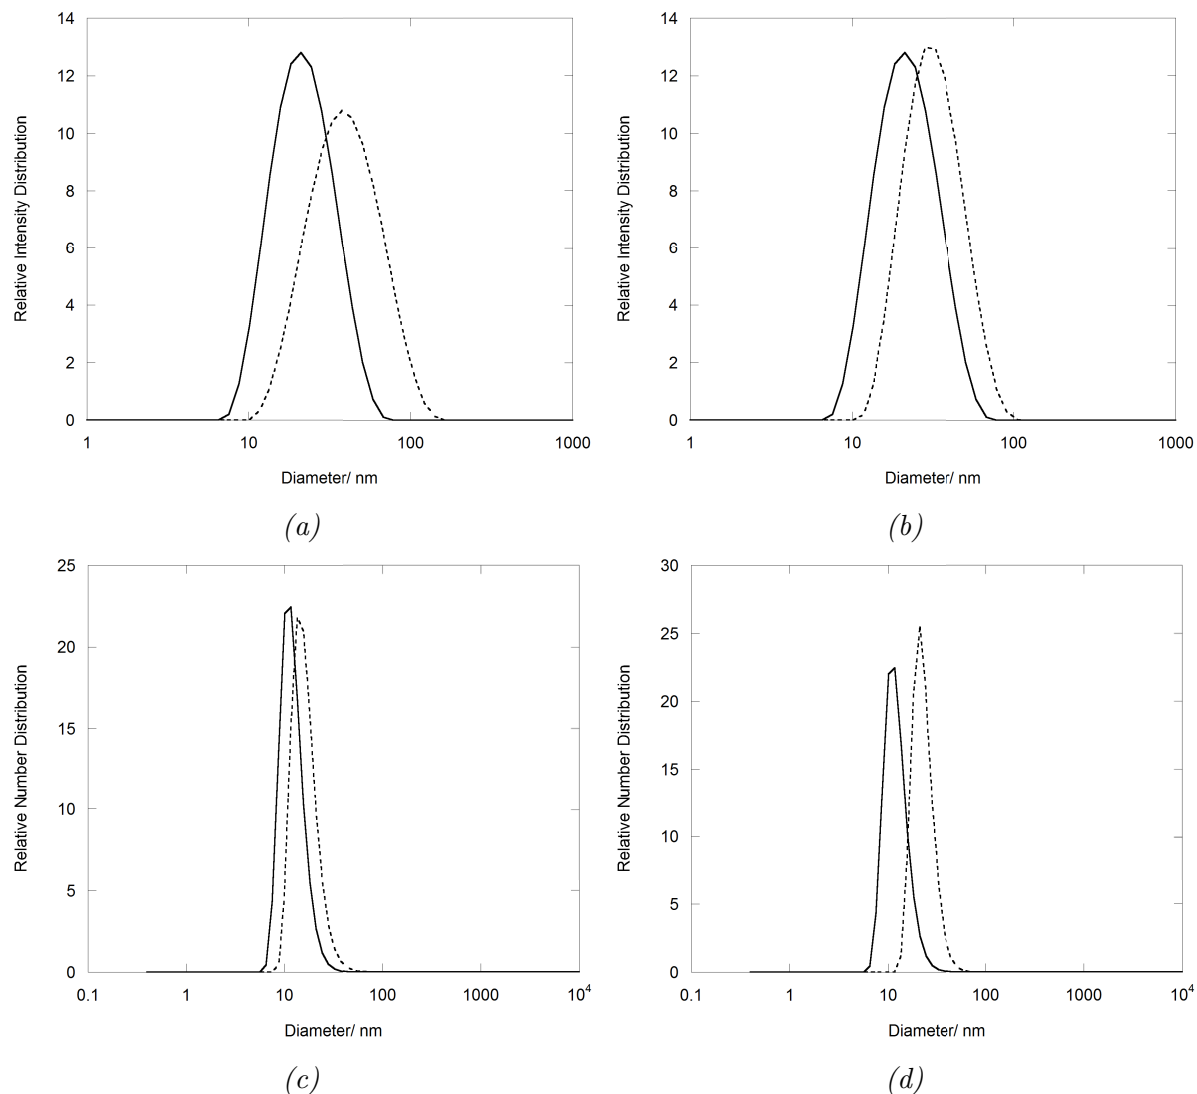 14
12
10
8
6
4
2
0
Relative Intensity Distribution
1 10 100 1000
Diameter/ nm
(a)
14
12
10
8
6
4
2
0
Relative Intensity Distribution
1 10 100 1000
Diameter/ nm
(b)
25
20
15
10
5
0
Relative Number Distribution
0.1 1 10 100 1000 10⁴
Diameter/ nm
(c)
30
25
20
15
10
5
0
Relative Number Distribution
0.1 1 10 100 1000 10⁴
Diameter/ nm
(d)